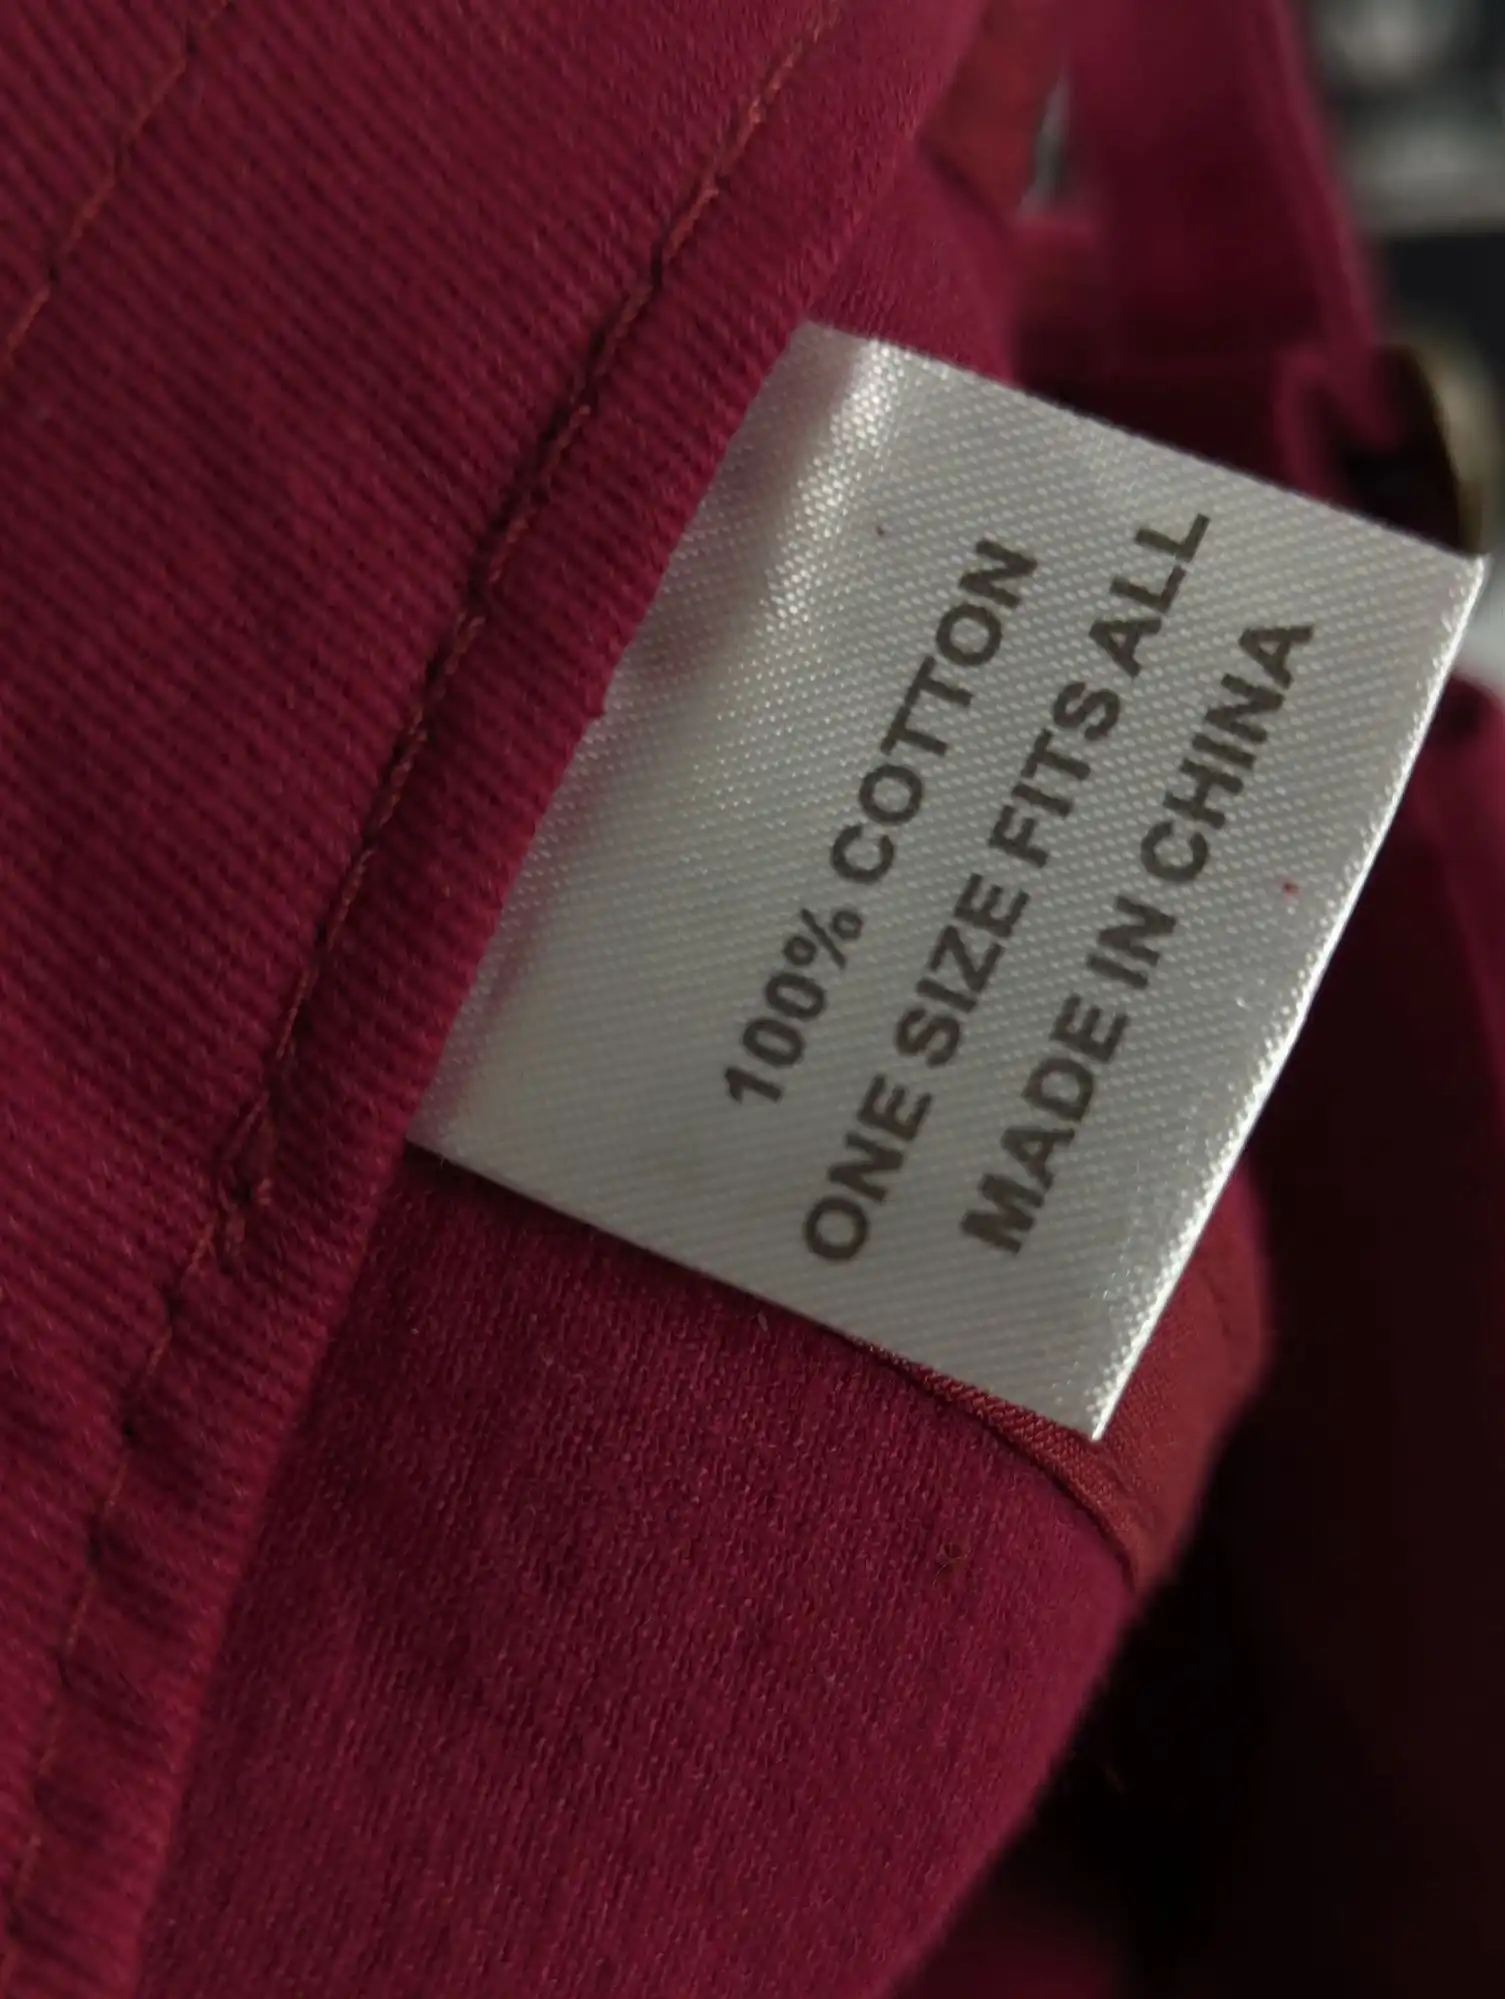 100% COTTON
ONE SIZE FITS ALL
MADE IN CHINA